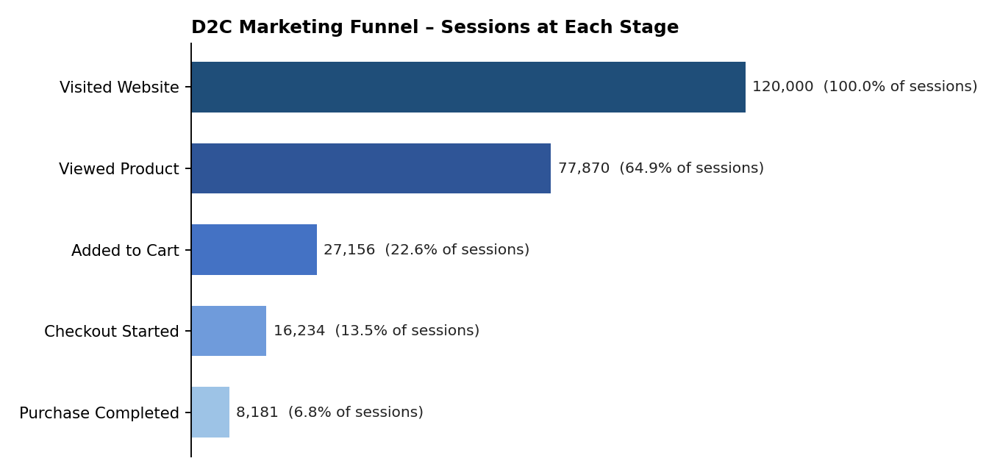 D2C Marketing Funnel – Sessions at Each Stage
Visited Website 120,000 (100.0% of sessions)
Viewed Product 77,870 (64.9% of sessions)
Added to Cart 27,156 (22.6% of sessions)
Checkout Started 16,234 (13.5% of sessions)
Purchase Completed 8,181 (6.8% of sessions)